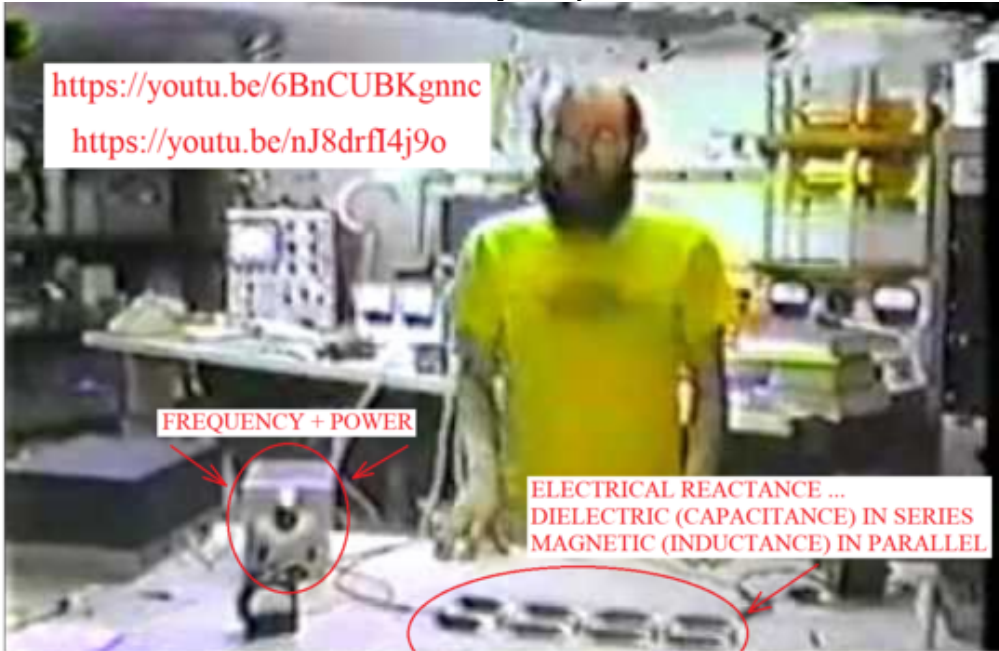 https://youtu.be/6BnCUBKgnnc
https://youtu.be/nJ8drfI4j9o
FREQUENCY + POWER
ELECTRICAL REACTANCE ...
DIELECTRIC (CAPACITANCE) IN SERIES
MAGNETIC (INDUCTANCE) IN PARALLEL